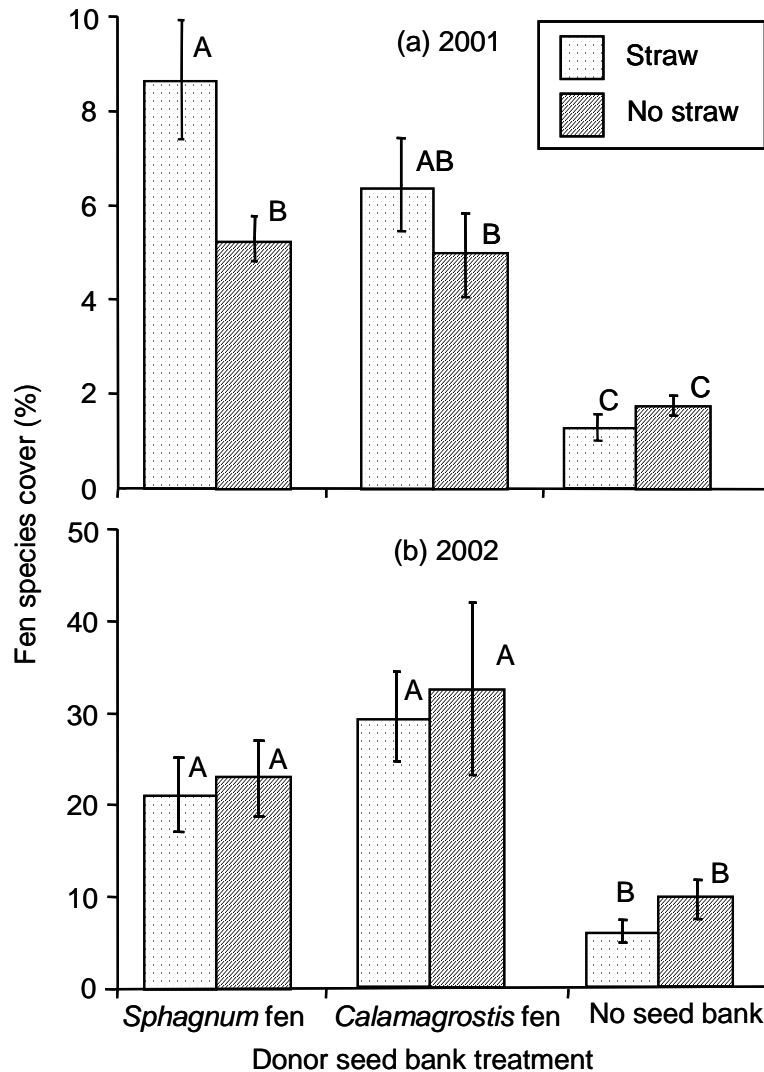 Fen species cover (%)
(a) 2001
Straw
No straw
10
8
6
4
2
0
A
B
AB
B
C
C
(b) 2002
50
40
30
20
10
0
A
A
A
A
B
B
Sphagnum fen
Calamagrostis fen
No seed bank
Donor seed bank treatment